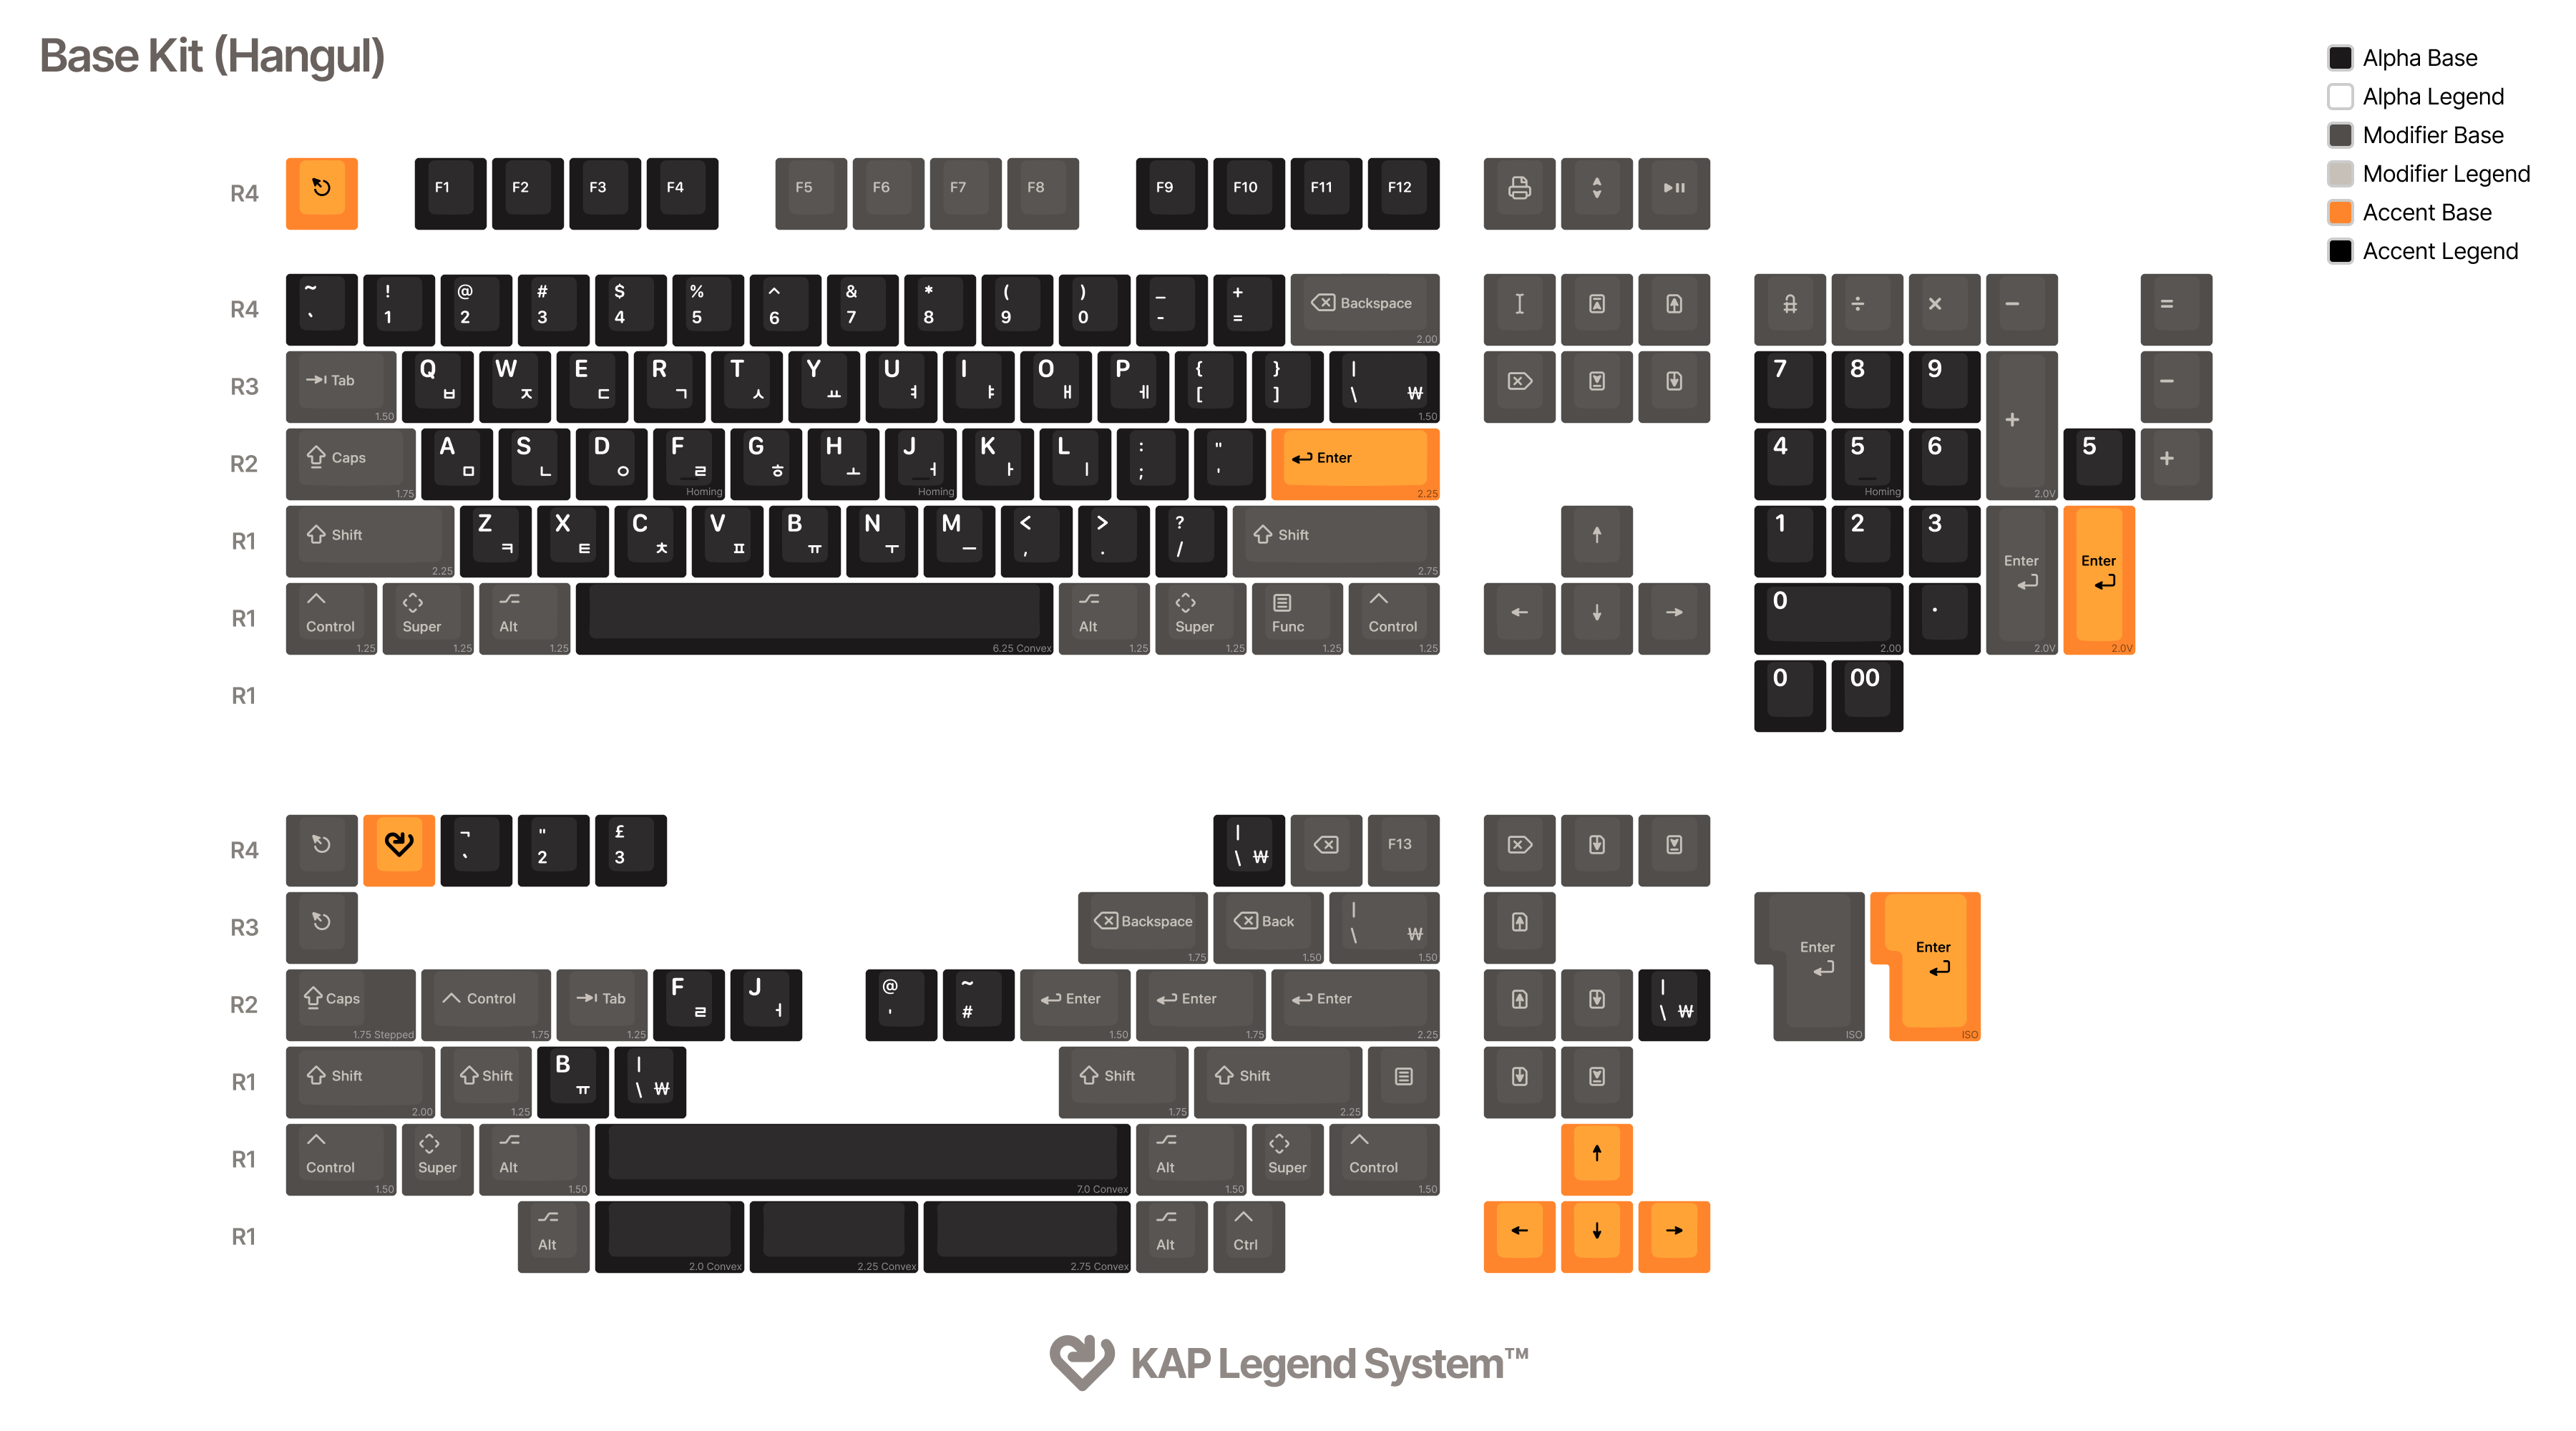 Base Kit (Hangul)
Alpha Base
Alpha Legend
Modifier Base
Modifier Legend
Accent Base
Accent Legend
R4 F1 F2 F3 F4 F5 F6 F7 F8 F9 F10 F11 F12
R4 ~ ` ! 1 @ 2 # 3 $ 4 % 5 ^ 6 & 7 * 8 ( 9 ) 0 _ - + = Backspace 2.00 ÷ × − =
R3 Tab 1.50 Q ㅂ W ㅈ E ㄷ R ㄱ T ㅅ Y ㅛ U ㅕ I ㅑ O ㅐ P ㅔ { [ } ] | \ ₩ 1.50 7 8 9 + 2.0V −
R2 Caps 1.75 A ㅁ S ㄴ D ㅇ F ㄹ Homing G ㅎ H ㅗ J ㅓ Homing K ㅏ L ㅣ : ; " ' Enter 2.25 4 5 Homing 6 5 +
R1 Shift 2.25 Z ㅋ X ㅌ C ㅊ V ㅍ B ㅠ N ㅜ M ㅡ < , > . ? / Shift 2.75 ↑ 1 2 3 Enter 2.0V Enter 2.0V
R1 Control 1.25 Super 1.25 Alt 1.25 6.25 Convex Alt 1.25 Super 1.25 Func 1.25 Control 1.25 ← ↓ → 0 2.00 .
R1 0 00
R4 ¬ ` " 2 £ 3 | \ ₩ F13
R3 Backspace 1.75 Back 1.50 | \ ₩ 1.50 Enter ISO Enter ISO
R2 Caps 1.75 Stepped Control 1.75 Tab 1.25 F ㄹ J ㅓ @ ' ~ # Enter 1.50 Enter 1.75 Enter 2.25 | \ ₩
R1 Shift 2.00 Shift 1.25 B ㅠ | \ ₩ Shift 1.75 Shift 2.25
R1 Control 1.50 Super Alt 1.50 7.0 Convex Alt 1.50 Super Control 1.50 ↑
R1 Alt 2.0 Convex 2.25 Convex 2.75 Convex Alt Ctrl ← ↓ →
KAP Legend System™